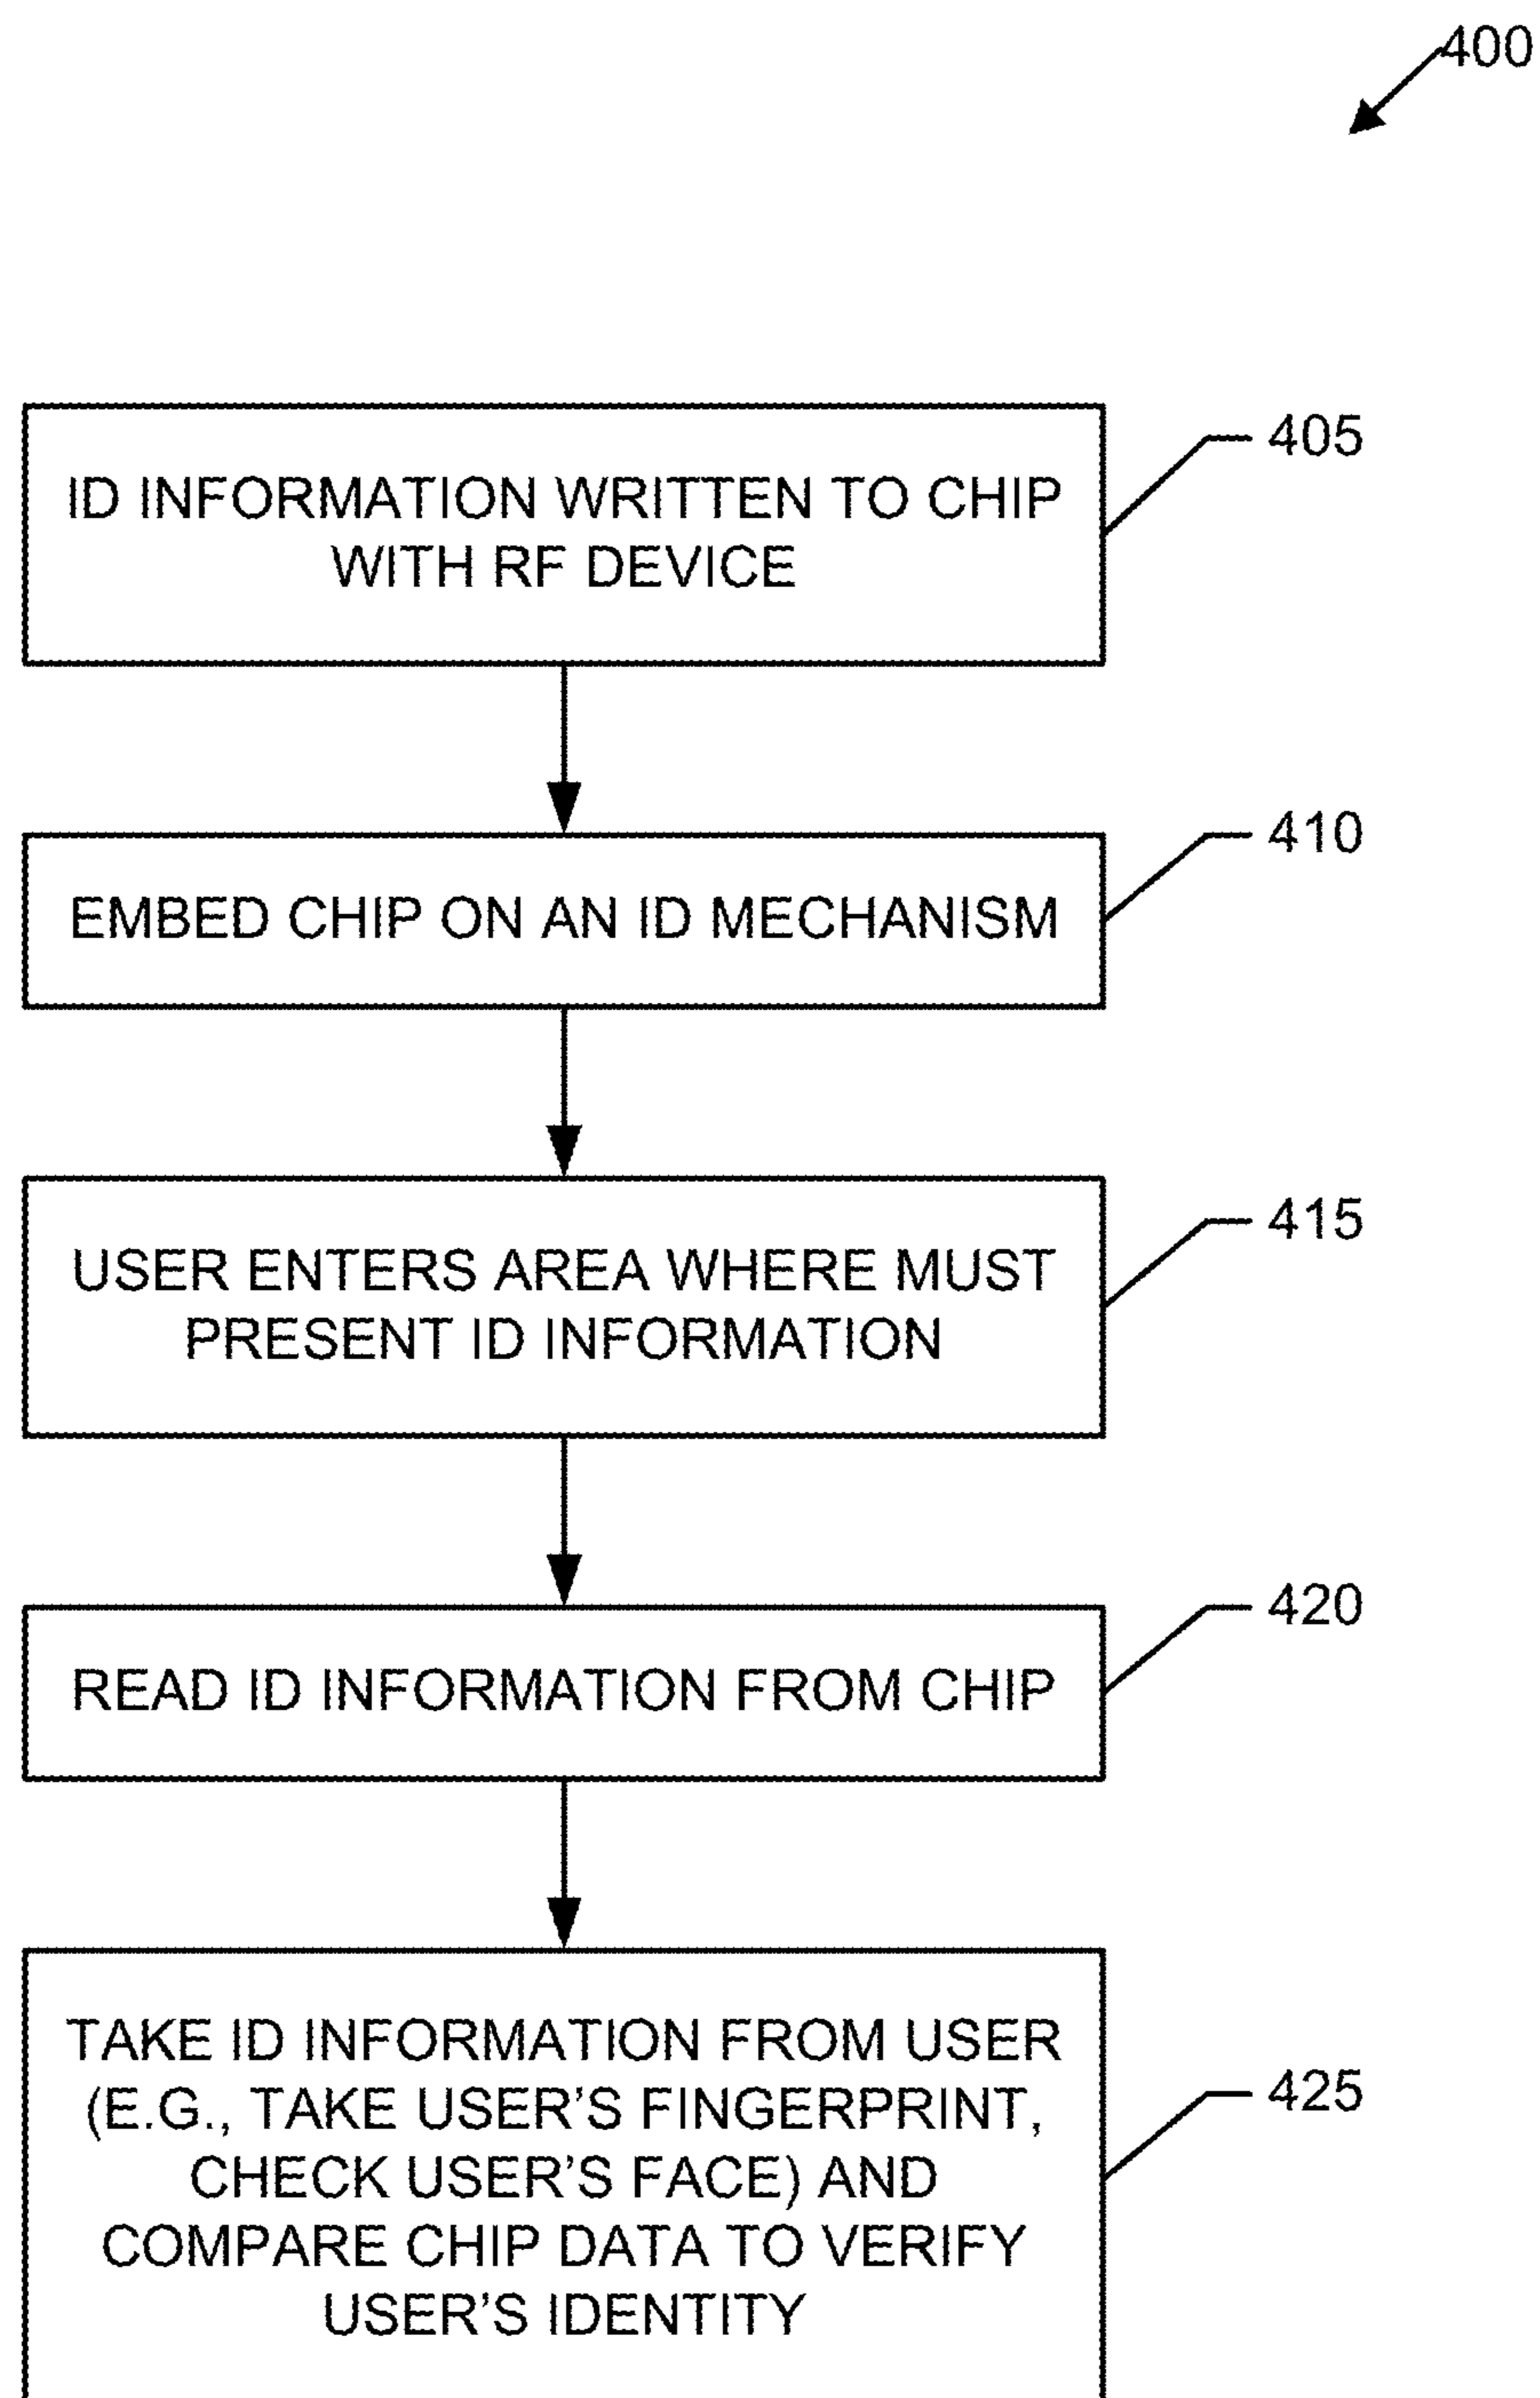 400
ID INFORMATION WRITTEN TO CHIP
WITH RF DEVICE
405
EMBED CHIP ON AN ID MECHANISM
410
USER ENTERS AREA WHERE MUST
PRESENT ID INFORMATION
415
READ ID INFORMATION FROM CHIP
420
TAKE ID INFORMATION FROM USER
(E.G., TAKE USER'S FINGERPRINT,
CHECK USER'S FACE) AND
COMPARE CHIP DATA TO VERIFY
USER'S IDENTITY
425